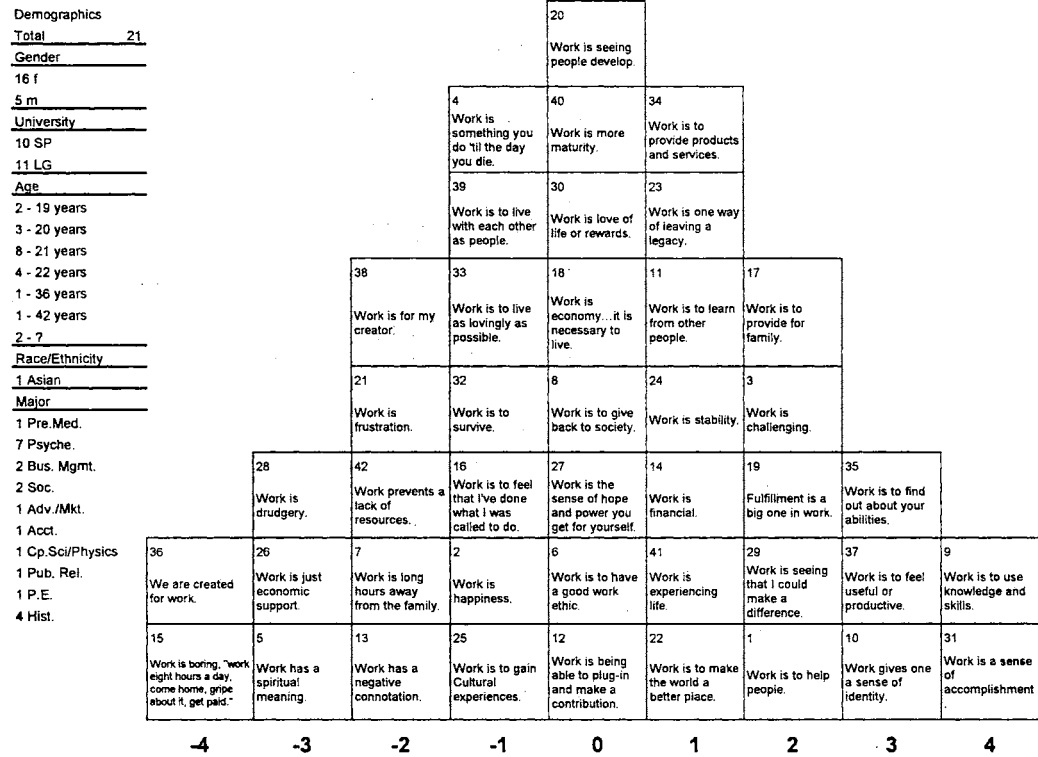 Demographics
Total 21
Gender
16 f
5 m
University
10 SP
11 LG
Age
2 - 19 years
3 - 20 years
8 - 21 years
4 - 22 years
1 - 36 years
1 - 42 years
2 - ?
Race/Ethnicity
1 Asian
Major
1 Pre.Med.
7 Psyche.
2 Bus. Mgmt.
2 Soc.
1 Adv./Mkt.
1 Acct.
1 Cp.Sci/Physics
1 Pub. Rel.
1 P.E.
4 Hist.
20
Work is seeing
people develop.
4
Work is
something you
do 'til the day
you die.
40
Work is more
maturity.
34
Work is to
provide products
and services.
39
Work is to live
with each other
as people.
30
Work is love of
life or rewards.
23
Work is one way
of leaving a
legacy.
38
Work is for my
creator.
33
Work is to live
as lovingly as
possible.
18
Work is
economy...it is
necessary to
live.
11
Work is to learn
from other
people.
17
Work is to
provide for
family.
21
Work is
frustration.
32
Work is to
survive.
8
Work is to give
back to society.
24
Work is stability.
3
Work is
challenging.
28
Work is
drudgery.
42
Work prevents a
lack of
resources.
16
Work is to feel
that I've done
what I was
called to do.
27
Work is the
sense of hope
and power you
get for yourself.
14
Work is
financial.
19
Fulfillment is a
big one in work.
35
Work is to find
out about your
abilities.
36
We are created
for work.
26
Work is just
economic
support.
7
Work is long
hours away
from the family.
2
Work is
happiness.
6
Work is to have
a good work
ethic.
41
Work is
experiencing
life.
29
Work is seeing
that I could
make a
difference.
37
Work is to feel
useful or
productive.
9
Work is to use
knowledge and
skills.
15
Work is boring, "work
eight hours a day,
come home, gripe
about it, get paid."
5
Work has a
spiritual
meaning.
13
Work has a
negative
connotation.
25
Work is to gain
Cultural
experiences.
12
Work is being
able to plug-in
and make a
contribution.
22
Work is to make
the world a
better place.
1
Work is to help
people.
10
Work gives one
a sense of
identity.
31
Work is a sense
of
accomplishment
-4 -3 -2 -1 0 1 2 3 4